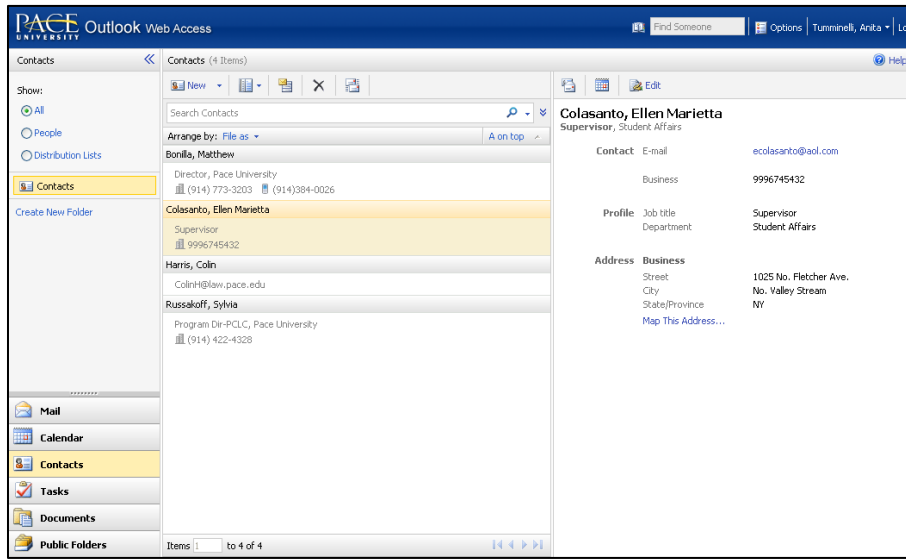 PACE UNIVERSITY Outlook Web Access
Find Someone
Options
Tumminelli, Anita
Lo
Contacts
Contacts (4 Items)
Help
Show:
All
People
Distribution Lists
Contacts
Create New Folder
New
Search Contacts
Arrange by: File as
A on top
Bonilla, Matthew
Director, Pace University
(914) 773-3203 (914)384-0026
Colasanto, Ellen Marietta
Supervisor
9996745432
Harris, Colin
ColinH@law.pace.edu
Russakoff, Sylvia
Program Dir-PCLC, Pace University
(914) 422-4328
Items 1 to 4 of 4
Edit
Colasanto, Ellen Marietta
Supervisor, Student Affairs
Contact E-mail ecolasanto@aol.com
Business 9996745432
Profile Job title Supervisor
Department Student Affairs
Address Business
Street 1025 No. Fletcher Ave.
City No. Valley Stream
State/Province NY
Map This Address...
Mail
Calendar
Contacts
Tasks
Documents
Public Folders